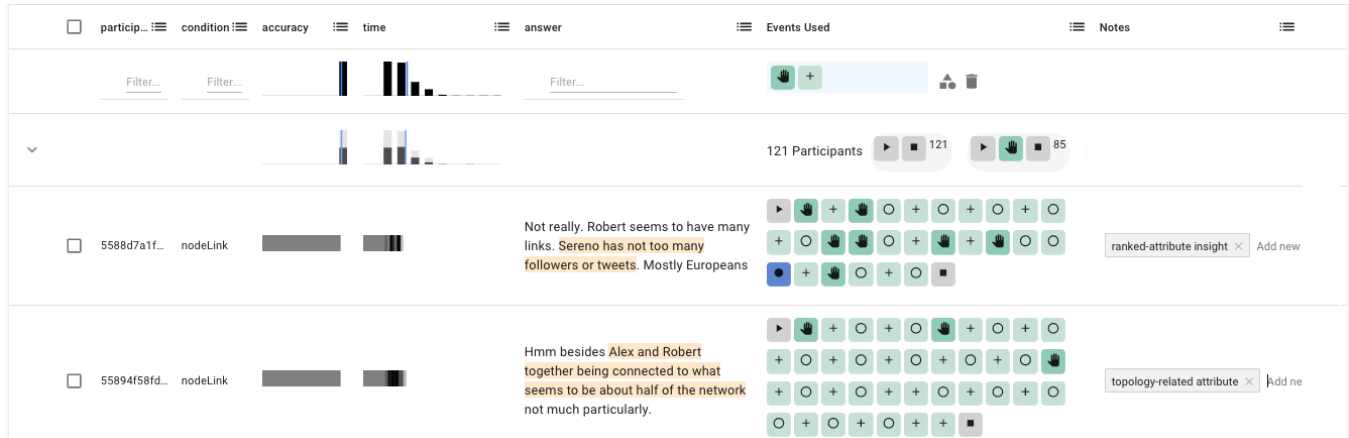 particip... condition accuracy time answer Events Used Notes
Filter... Filter... Filter...
121 Participants 121 85
5588d7a1f... nodeLink
Not really. Robert seems to have many
links. Sereno has not too many
followers or tweets. Mostly Europeans
ranked-attribute insight Add new
55894f58fd... nodeLink
Hmm besides Alex and Robert
together being connected to what
seems to be about half of the network
not much particularly.
topology-related attribute Add ne